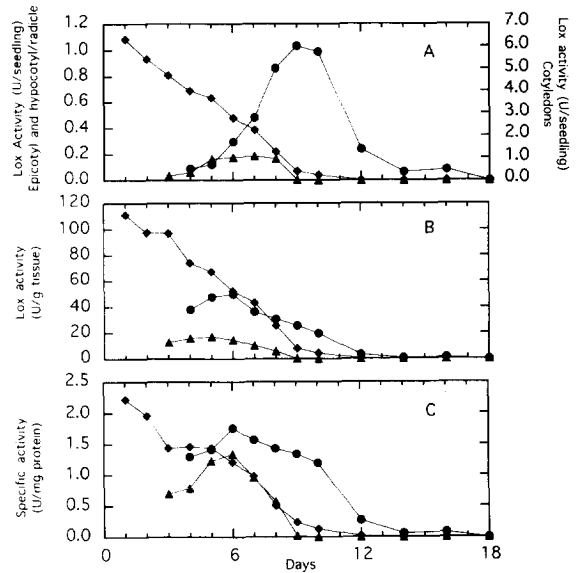 Lox Activity (U/seedling)
Epicotyl and hypocotyl/radicle
1.2
1.0
0.8
0.6
0.4
0.2
0.0
A
7.0
6.0
5.0
4.0
3.0
2.0
1.0
0.0
Lox activity (U/seedling)
Cotyledons
Lox activity
(U/g tissue)
120
100
80
60
40
20
0
B
Specific activity
(U/mg protein)
2.5
2.0
1.5
1.0
0.5
0.0
C
0
6
12
18
Days